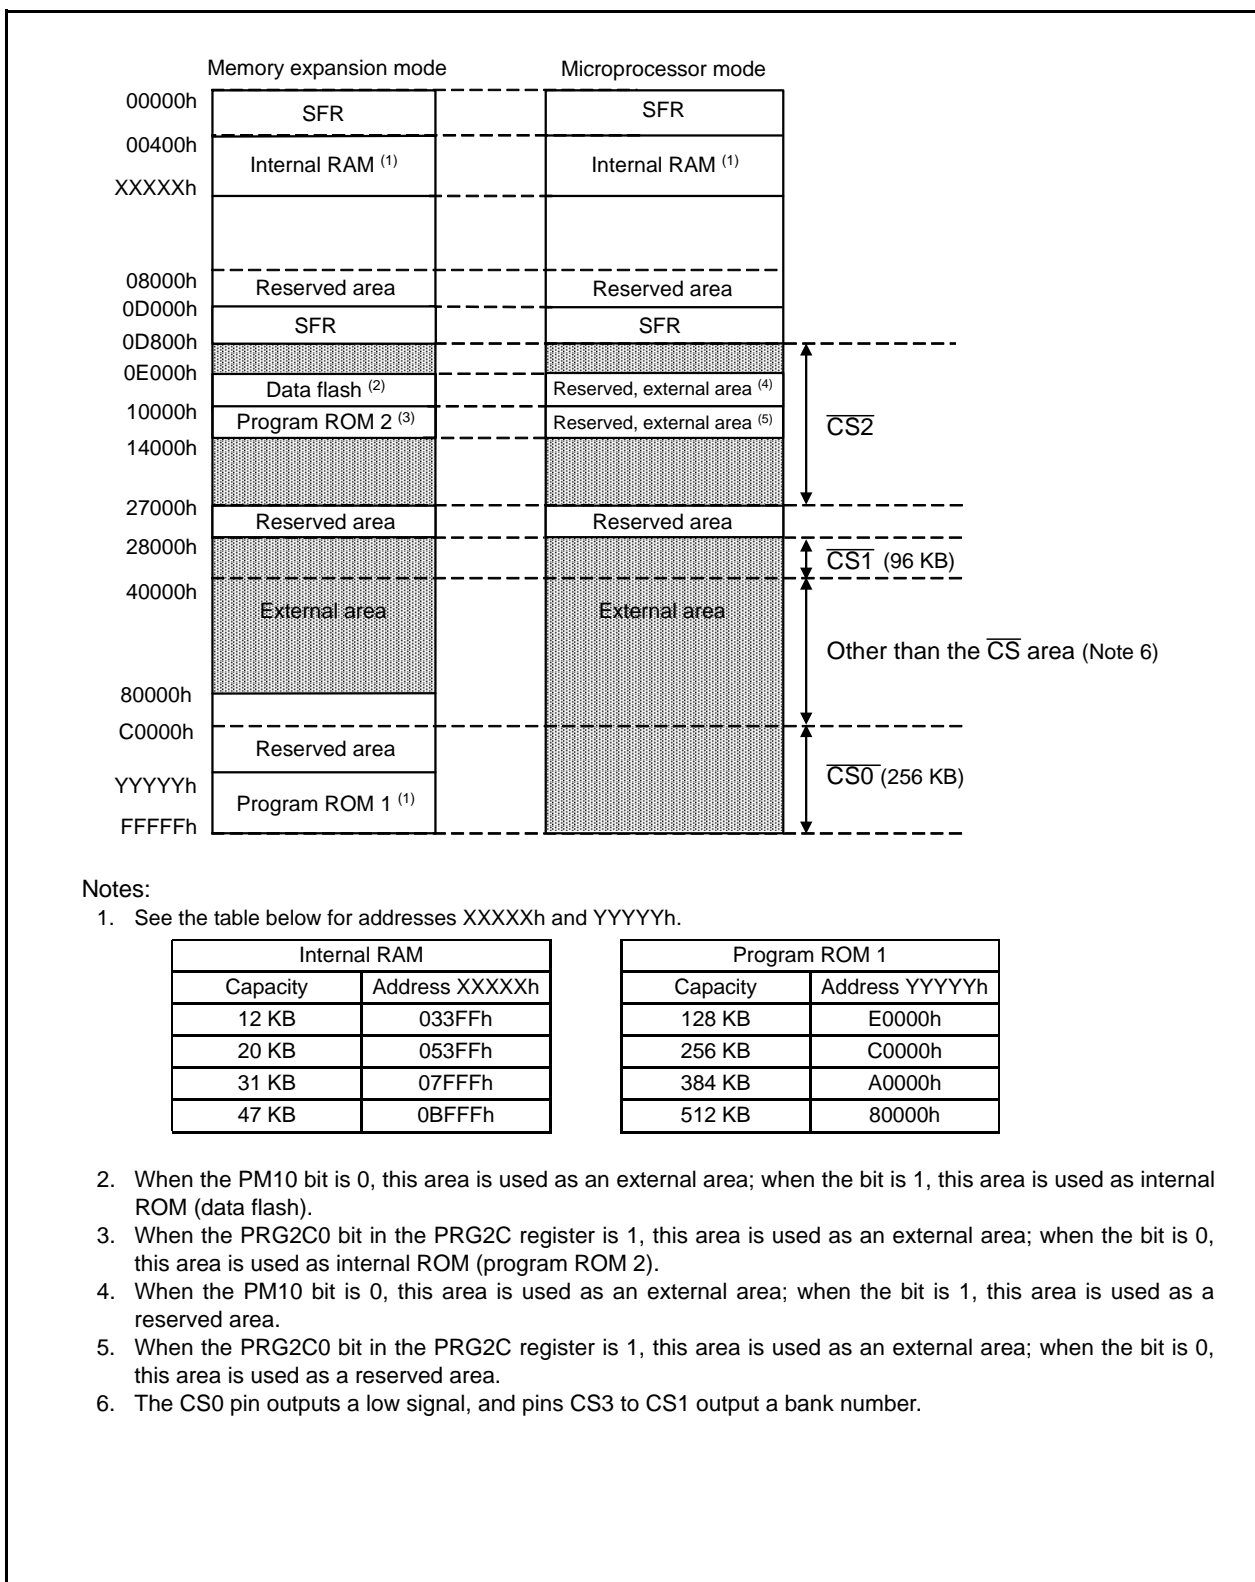 Memory expansion mode Microprocessor mode
00000h SFR SFR
00400h
Internal RAM (1) Internal RAM (1)
XXXXXh
08000h Reserved area Reserved area
0D000h
SFR SFR
0D800h
0E000h
Data flash (2) Reserved, external area (4)
10000h
Program ROM 2 (3) Reserved, external area (5) CS2
14000h
27000h
Reserved area Reserved area
28000h
CS1 (96 KB)
40000h
External area External area
Other than the CS area (Note 6)
80000h
C0000h
Reserved area
YYYYYh CS0 (256 KB)
Program ROM 1 (1)
FFFFFh
Notes:
1. See the table below for addresses XXXXXh and YYYYYh.
Internal RAM Program ROM 1
Capacity Address XXXXXh Capacity Address YYYYYh
12 KB 033FFh 128 KB E0000h
20 KB 053FFh 256 KB C0000h
31 KB 07FFFh 384 KB A0000h
47 KB 0BFFFh 512 KB 80000h
2. When the PM10 bit is 0, this area is used as an external area; when the bit is 1, this area is used as internal
ROM (data flash).
3. When the PRG2C0 bit in the PRG2C register is 1, this area is used as an external area; when the bit is 0,
this area is used as internal ROM (program ROM 2).
4. When the PM10 bit is 0, this area is used as an external area; when the bit is 1, this area is used as a
reserved area.
5. When the PRG2C0 bit in the PRG2C register is 1, this area is used as an external area; when the bit is 0,
this area is used as a reserved area.
6. The CS0 pin outputs a low signal, and pins CS3 to CS1 output a bank number.